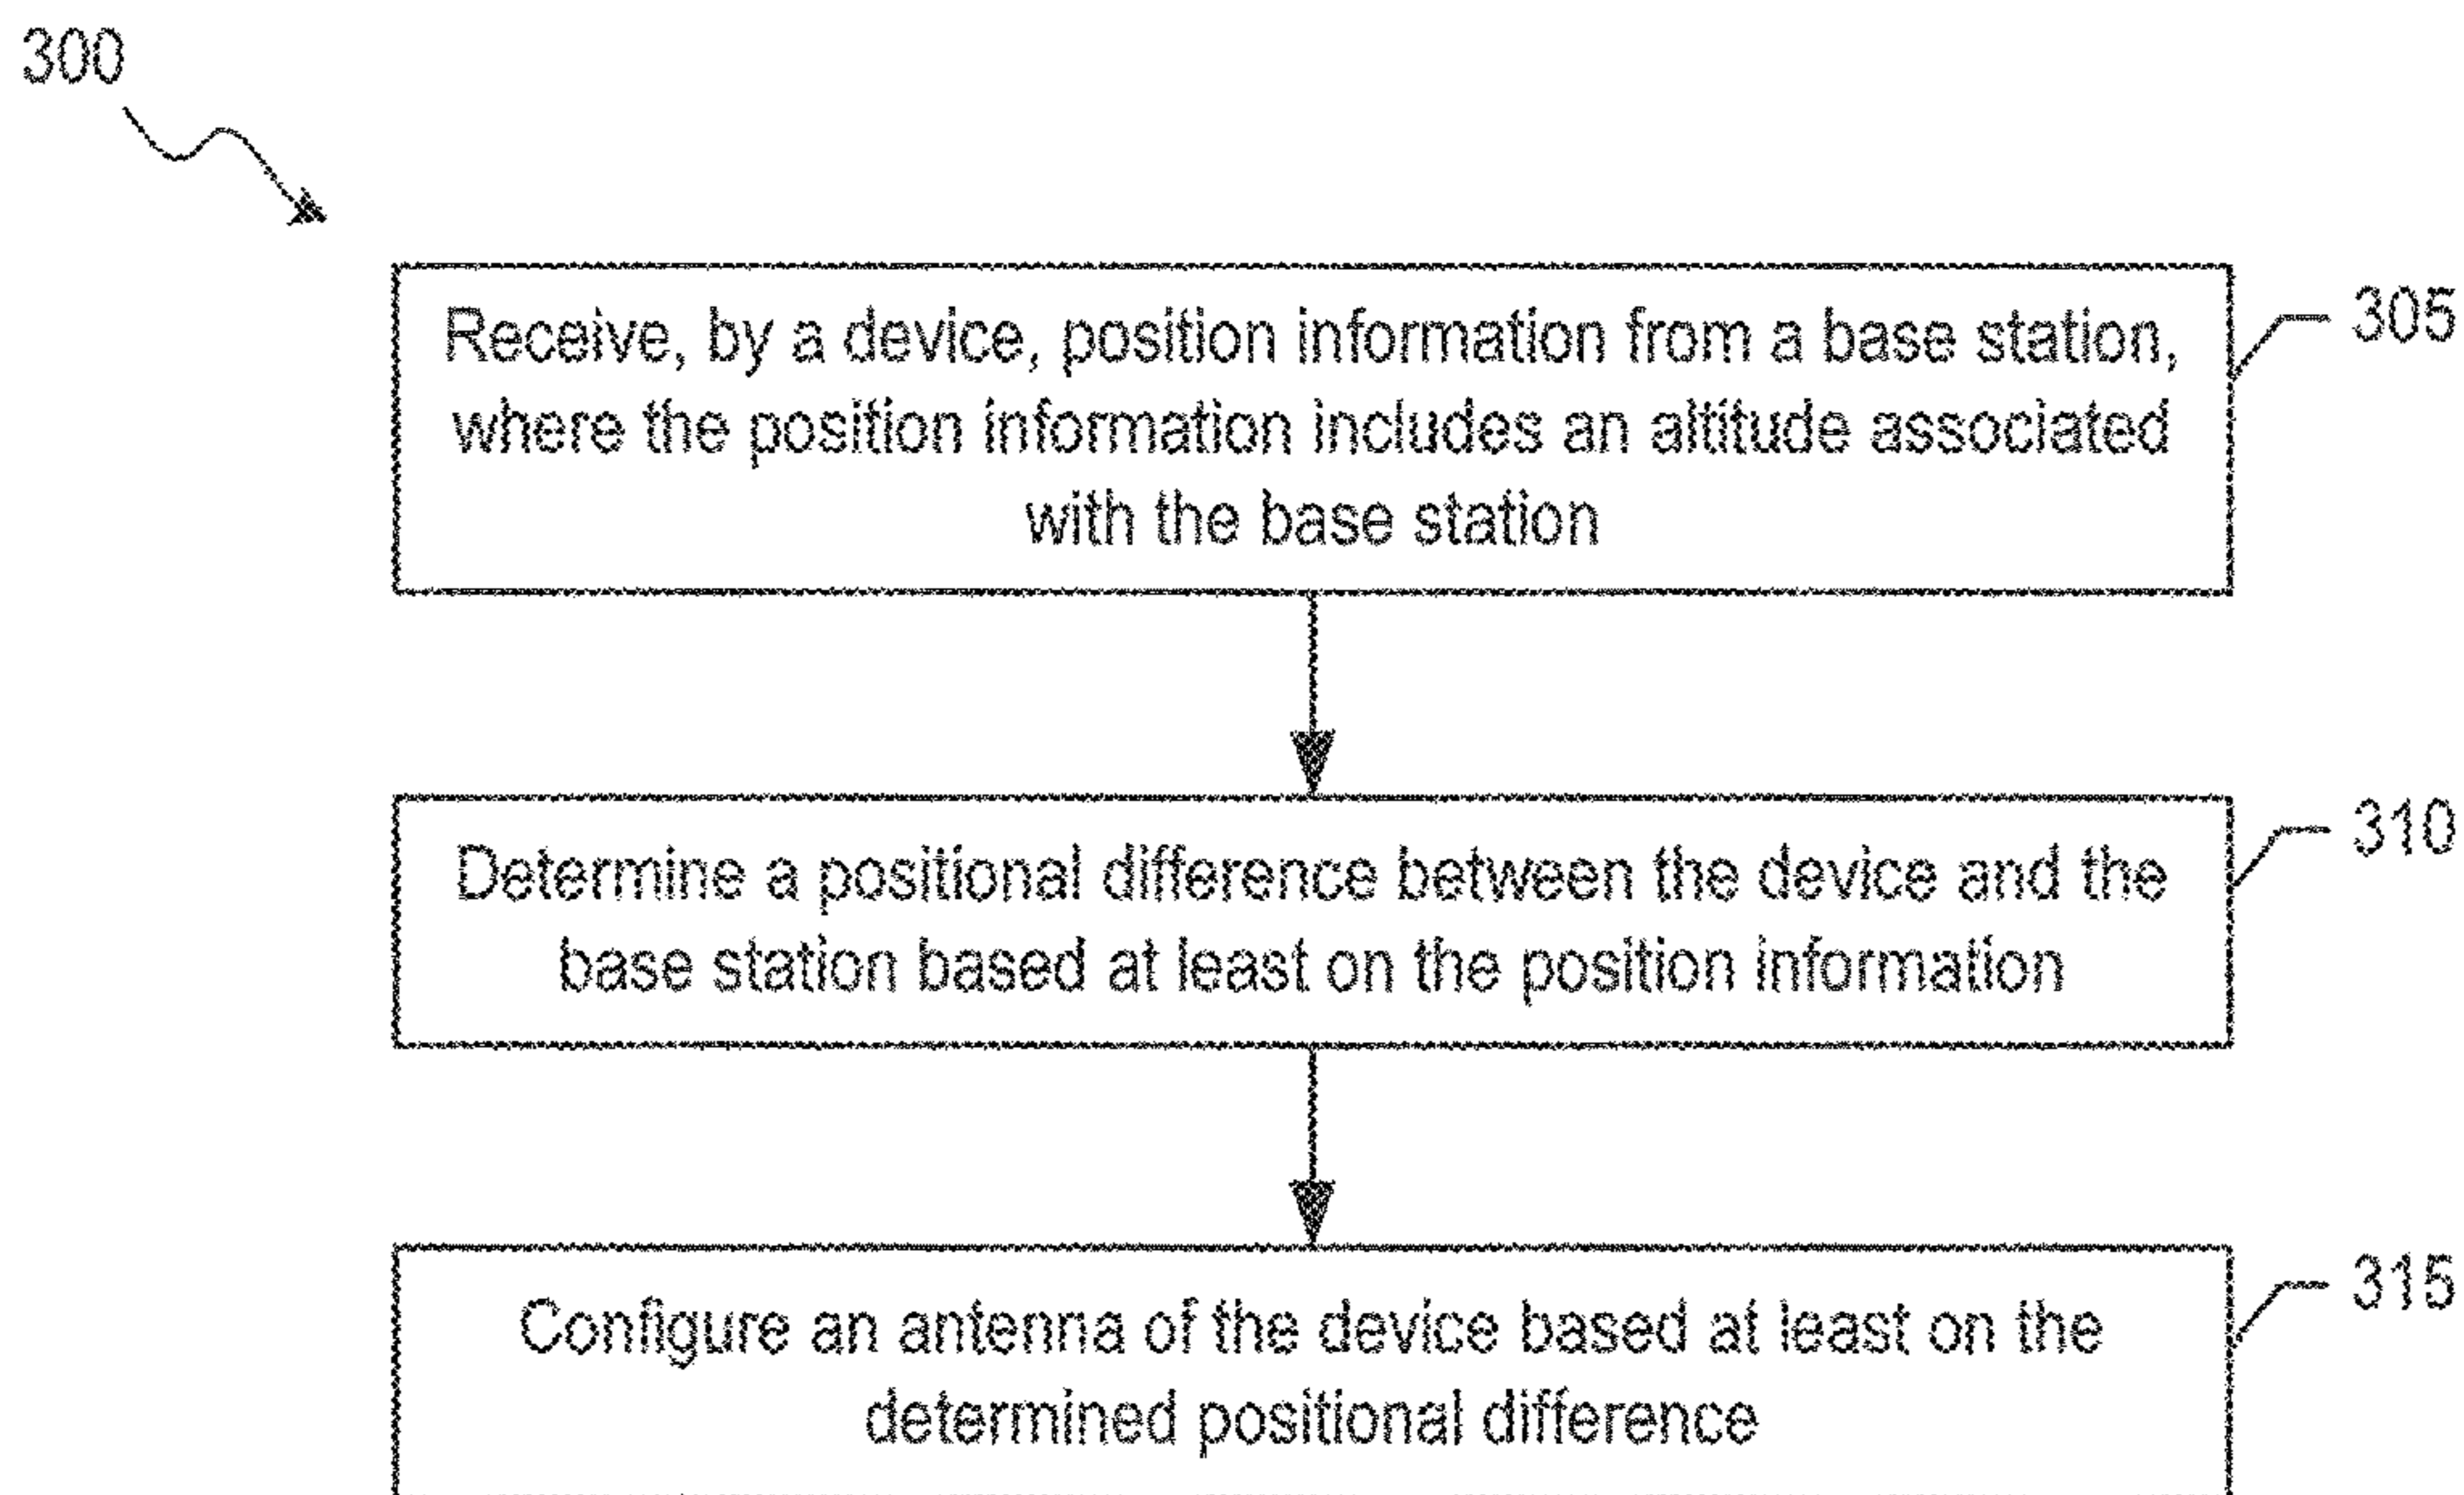 300
Receive, by a device, position information from a base station,
where the position information includes an altitude associated
with the base station
305
Determine a positional difference between the device and the
base station based at least on the position information
310
Configure an antenna of the device based at least on the
determined positional difference
315